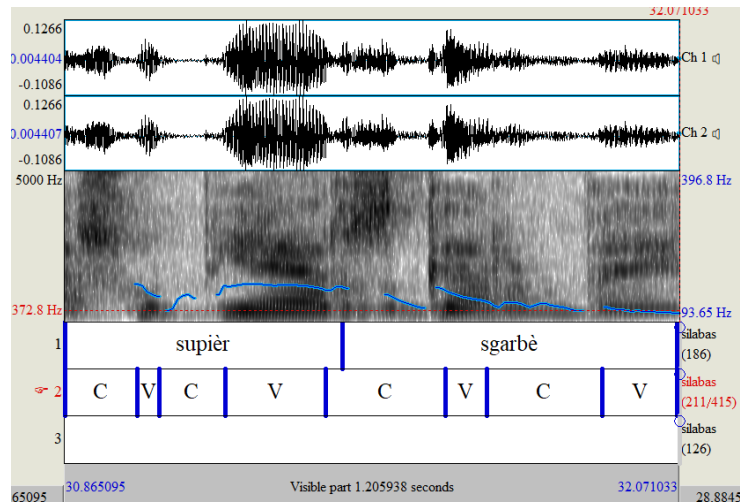 32.071033
0.1266
0.004404
-0.1086
Ch 1
0.1266
0.004407
-0.1086
Ch 2
5000 Hz
396.8 Hz
372.8 Hz
93.65 Hz
1 supièr sgarbè silabas (186)
2 C V C V C V C V silabas (211/415)
3 silabas (126)
65095 30.865095 Visible part 1.205938 seconds 32.071033 28.8845